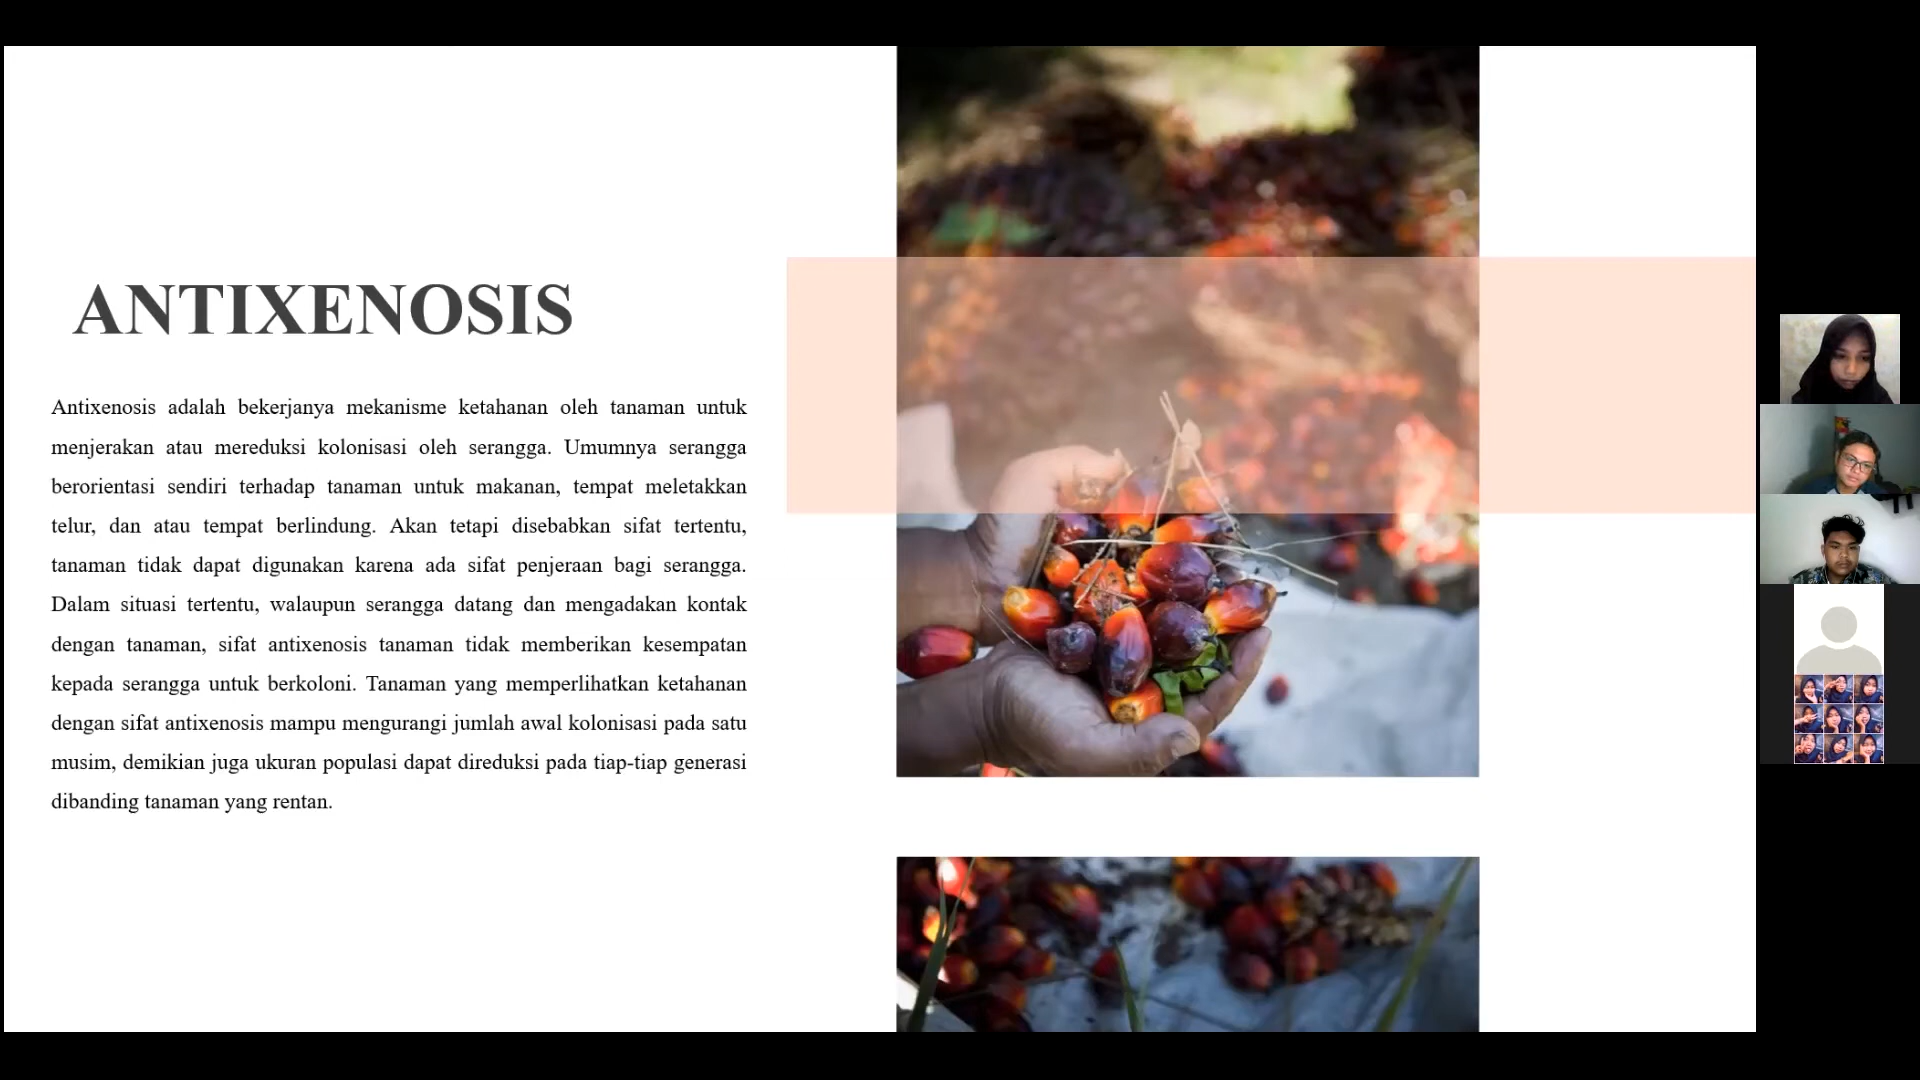 ANTIXENOSIS
Antixenosis adalah bekerjanya mekanisme ketahanan oleh tanaman untuk
menjerakan atau mereduksi kolonisasi oleh serangga. Umumnya serangga
berorientasi sendiri terhadap tanaman untuk makanan, tempat meletakkan
telur, dan atau tempat berlindung. Akan tetapi disebabkan sifat tertentu,
tanaman tidak dapat digunakan karena ada sifat penjeraan bagi serangga.
Dalam situasi tertentu, walaupun serangga datang dan mengadakan kontak
dengan tanaman, sifat antixenosis tanaman tidak memberikan kesempatan
kepada serangga untuk berkoloni. Tanaman yang memperlihatkan ketahanan
dengan sifat antixenosis mampu mengurangi jumlah awal kolonisasi pada satu
musim, demikian juga ukuran populasi dapat direduksi pada tiap-tiap generasi
dibanding tanaman yang rentan.